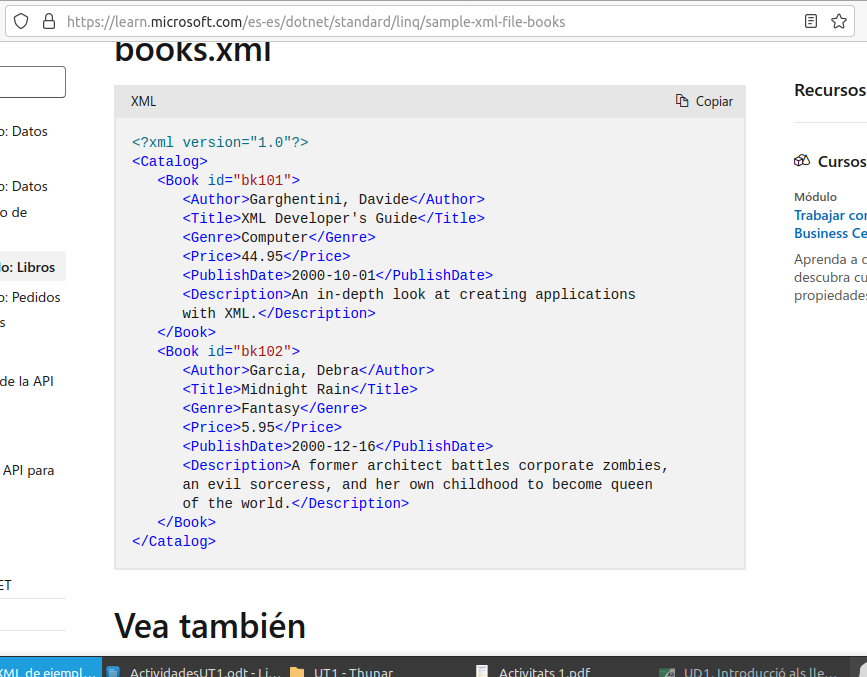 https://learn.microsoft.com/es-es/dotnet/standard/linq/sample-xml-file-books
books.xml
XML
Copiar
<?xml version="1.0"?>
<Catalog>
<Book id="bk101">
<Author>Garghentini, Davide</Author>
<Title>XML Developer's Guide</Title>
<Genre>Computer</Genre>
<Price>44.95</Price>
<PublishDate>2000-10-01</PublishDate>
<Description>An in-depth look at creating applications
with XML.</Description>
</Book>
<Book id="bk102">
<Author>Garcia, Debra</Author>
<Title>Midnight Rain</Title>
<Genre>Fantasy</Genre>
<Price>5.95</Price>
<PublishDate>2000-12-16</PublishDate>
<Description>A former architect battles corporate zombies,
an evil sorceress, and her own childhood to become queen
of the world.</Description>
</Book>
</Catalog>
Vea también
o: Datos
o: Datos
o de
lo: Libros
o: Pedidos
s
de la API
API para
ET
Recursos
Cursos
Módulo
Trabajar con
Business Ce
Aprenda a
descubra cu
propiedades
XML de ejempl...
ActividadesUT1.odt - Li...
UT1 - Thunar
Activitats 1.pdf
UD1. Introducció als lle...